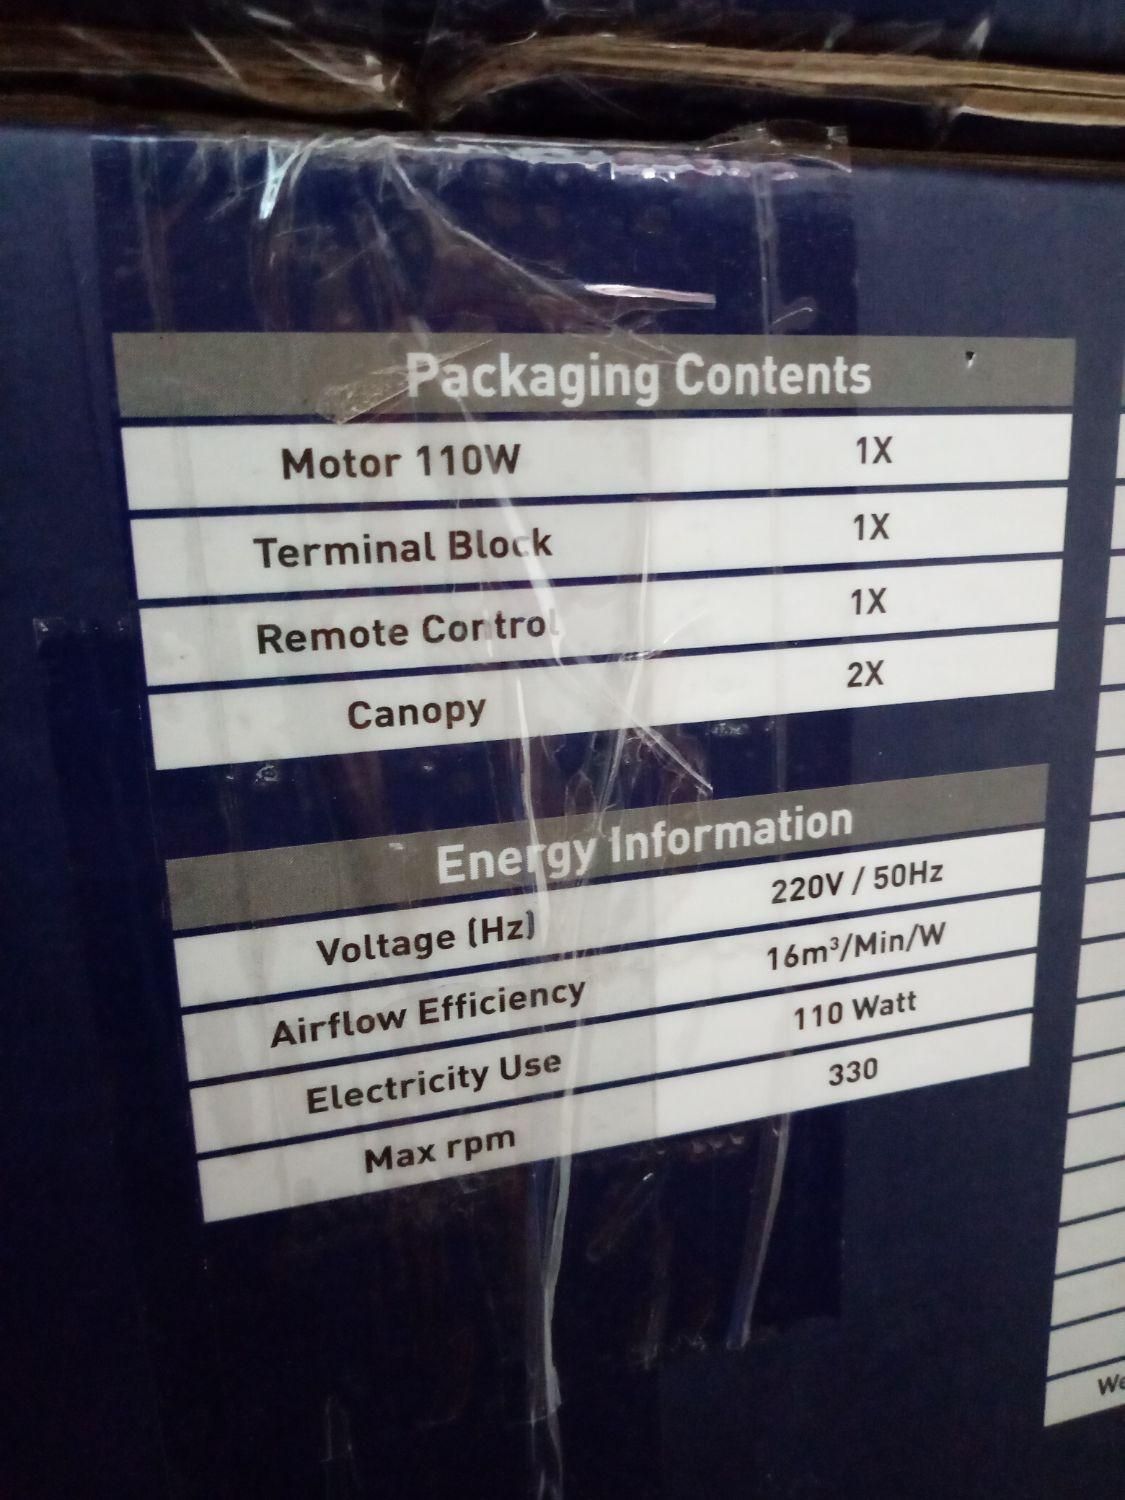 Packaging Contents
Motor 110W 1X
Terminal Block 1X
Remote Control 1X
Canopy 2X
Energy Information
Voltage (Hz) 220V / 50Hz
Airflow Efficiency 16m³/Min/W
Electricity Use 110 Watt
Max rpm 330